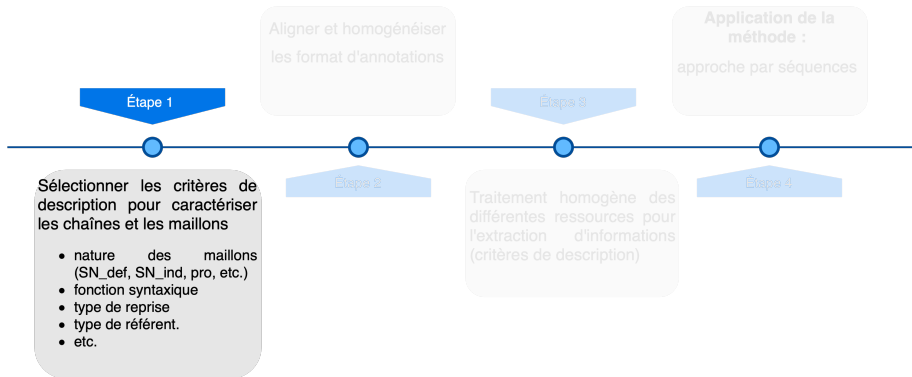 Étape 1
Sélectionner les critères de
description pour caractériser
les chaînes et les maillons
• nature des maillons
(SN_def, SN_ind, pro, etc.)
• fonction syntaxique
• type de reprise
• type de référent.
• etc.
Aligner et homogénéiser
les format d'annotations
Étape 2
Étape 3
Traitement homogène des
différentes ressources pour
l'extraction d'informations
(critères de description)
Application de la
méthode :
approche par séquences
Étape 4